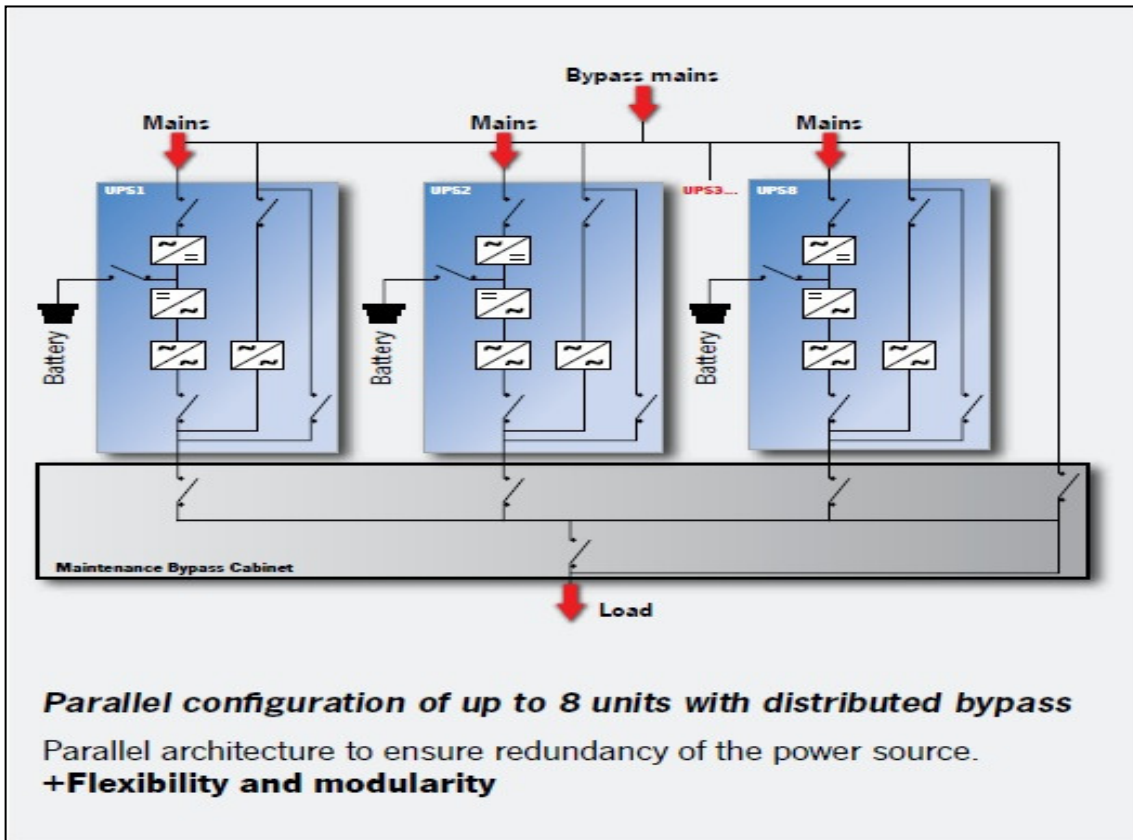 Bypass mains
Mains Mains Mains
UPS1 UPS2 UPS3... UPS8
Battery Battery Battery
Maintenance Bypass Cabinet
Load
Parallel configuration of up to 8 units with distributed bypass
Parallel architecture to ensure redundancy of the power source.
+Flexibility and modularity